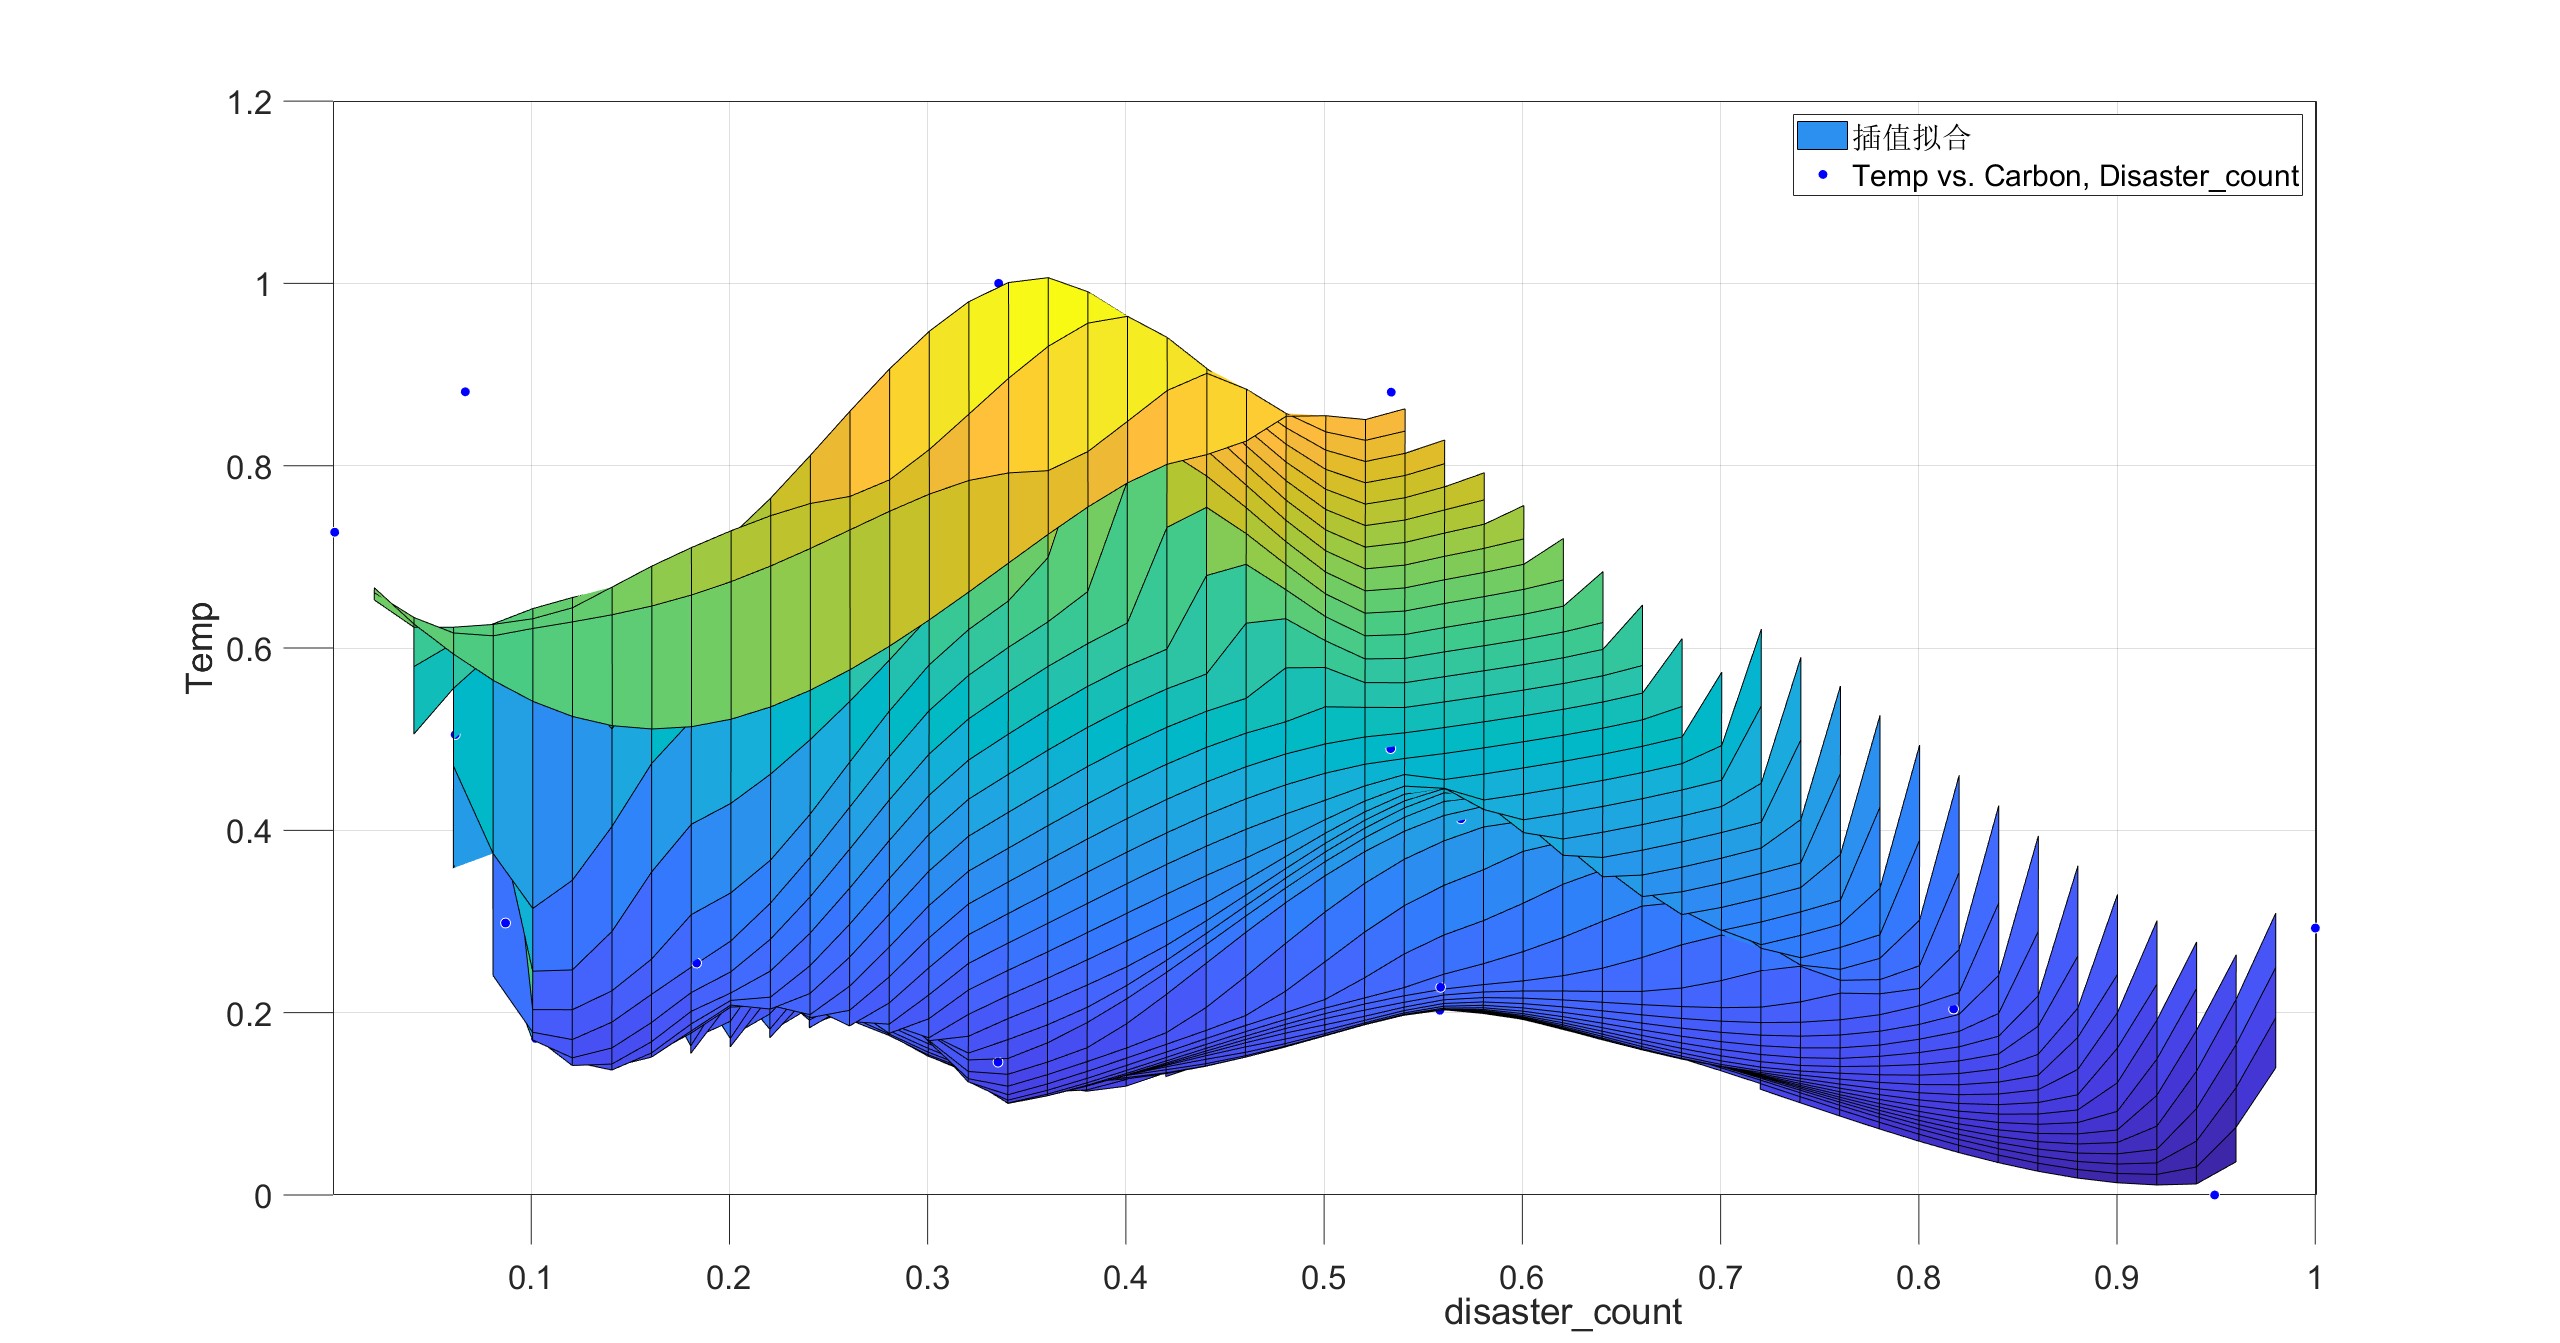 1.2
插值拟合
Temp vs. Carbon, Disaster_count
1
0.8
Temp
0.6
0.4
0.2
0
0.1 0.2 0.3 0.4 0.5 0.6 0.7 0.8 0.9 1
disaster_count